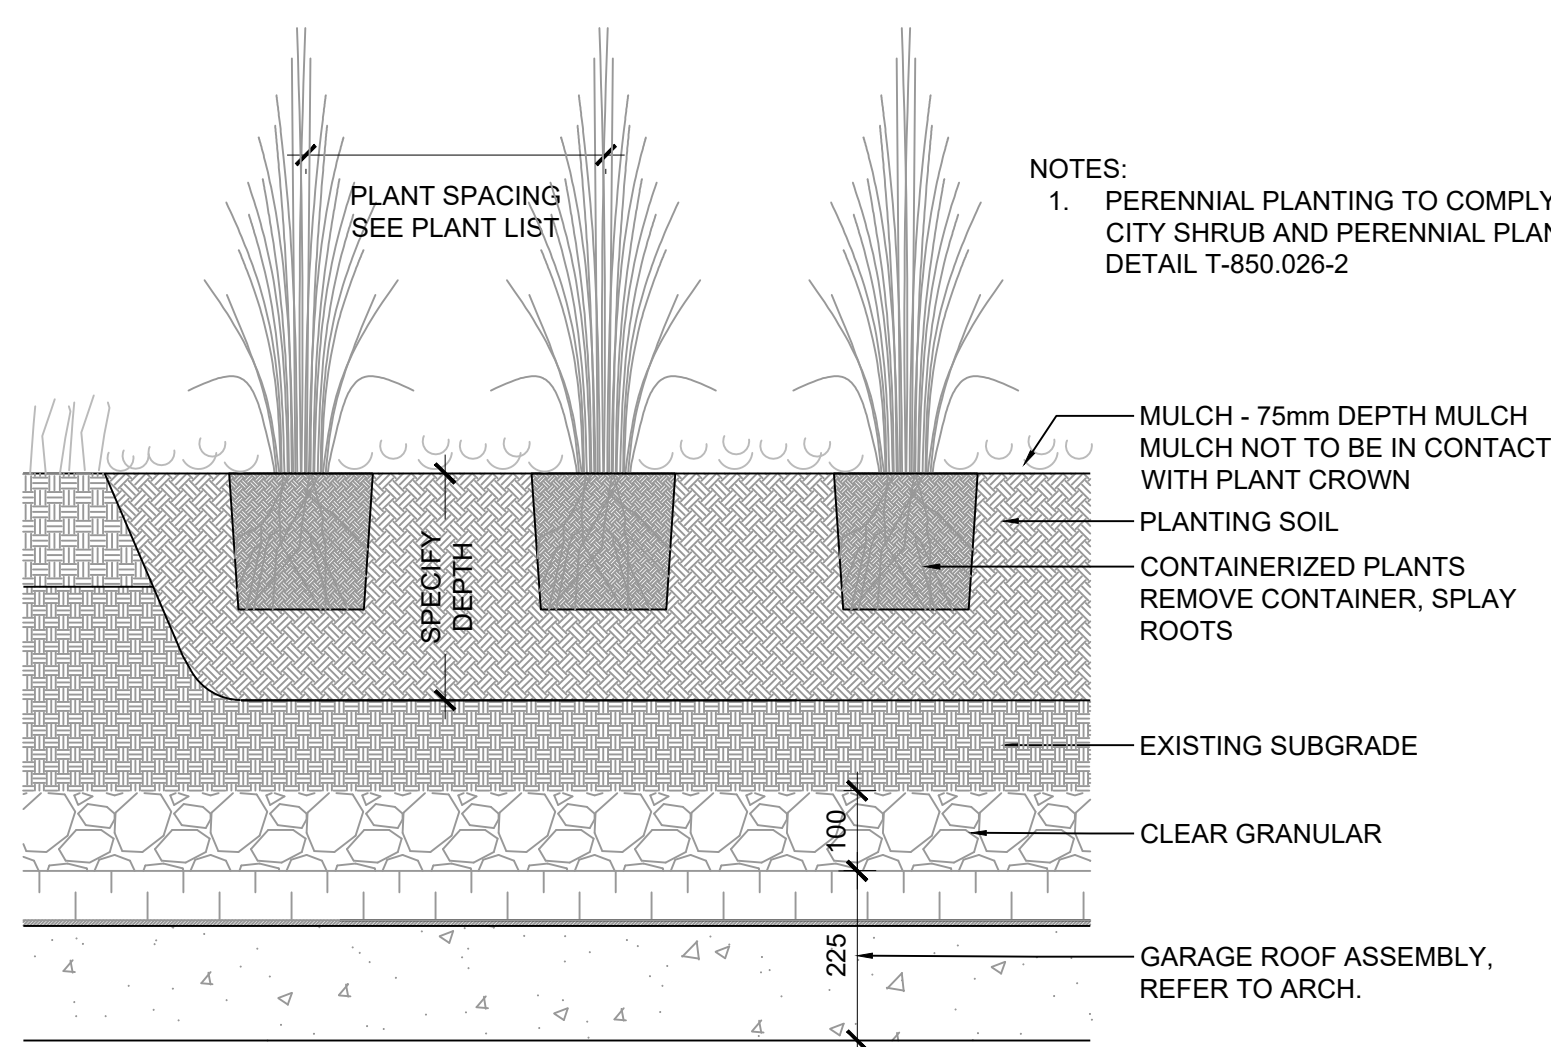 PLANT SPACING
SEE PLANT LIST
NOTES:
1. PERENNIAL PLANTING TO COMPLY
CITY SHRUB AND PERENNIAL PLAN
DETAIL T-850.026-2
MULCH - 75mm DEPTH MULCH
MULCH NOT TO BE IN CONTACT
WITH PLANT CROWN
PLANTING SOIL
CONTAINERIZED PLANTS
REMOVE CONTAINER, SPLAY
ROOTS
SPECIFY
DEPTH
EXISTING SUBGRADE
100
CLEAR GRANULAR
225
GARAGE ROOF ASSEMBLY,
REFER TO ARCH.